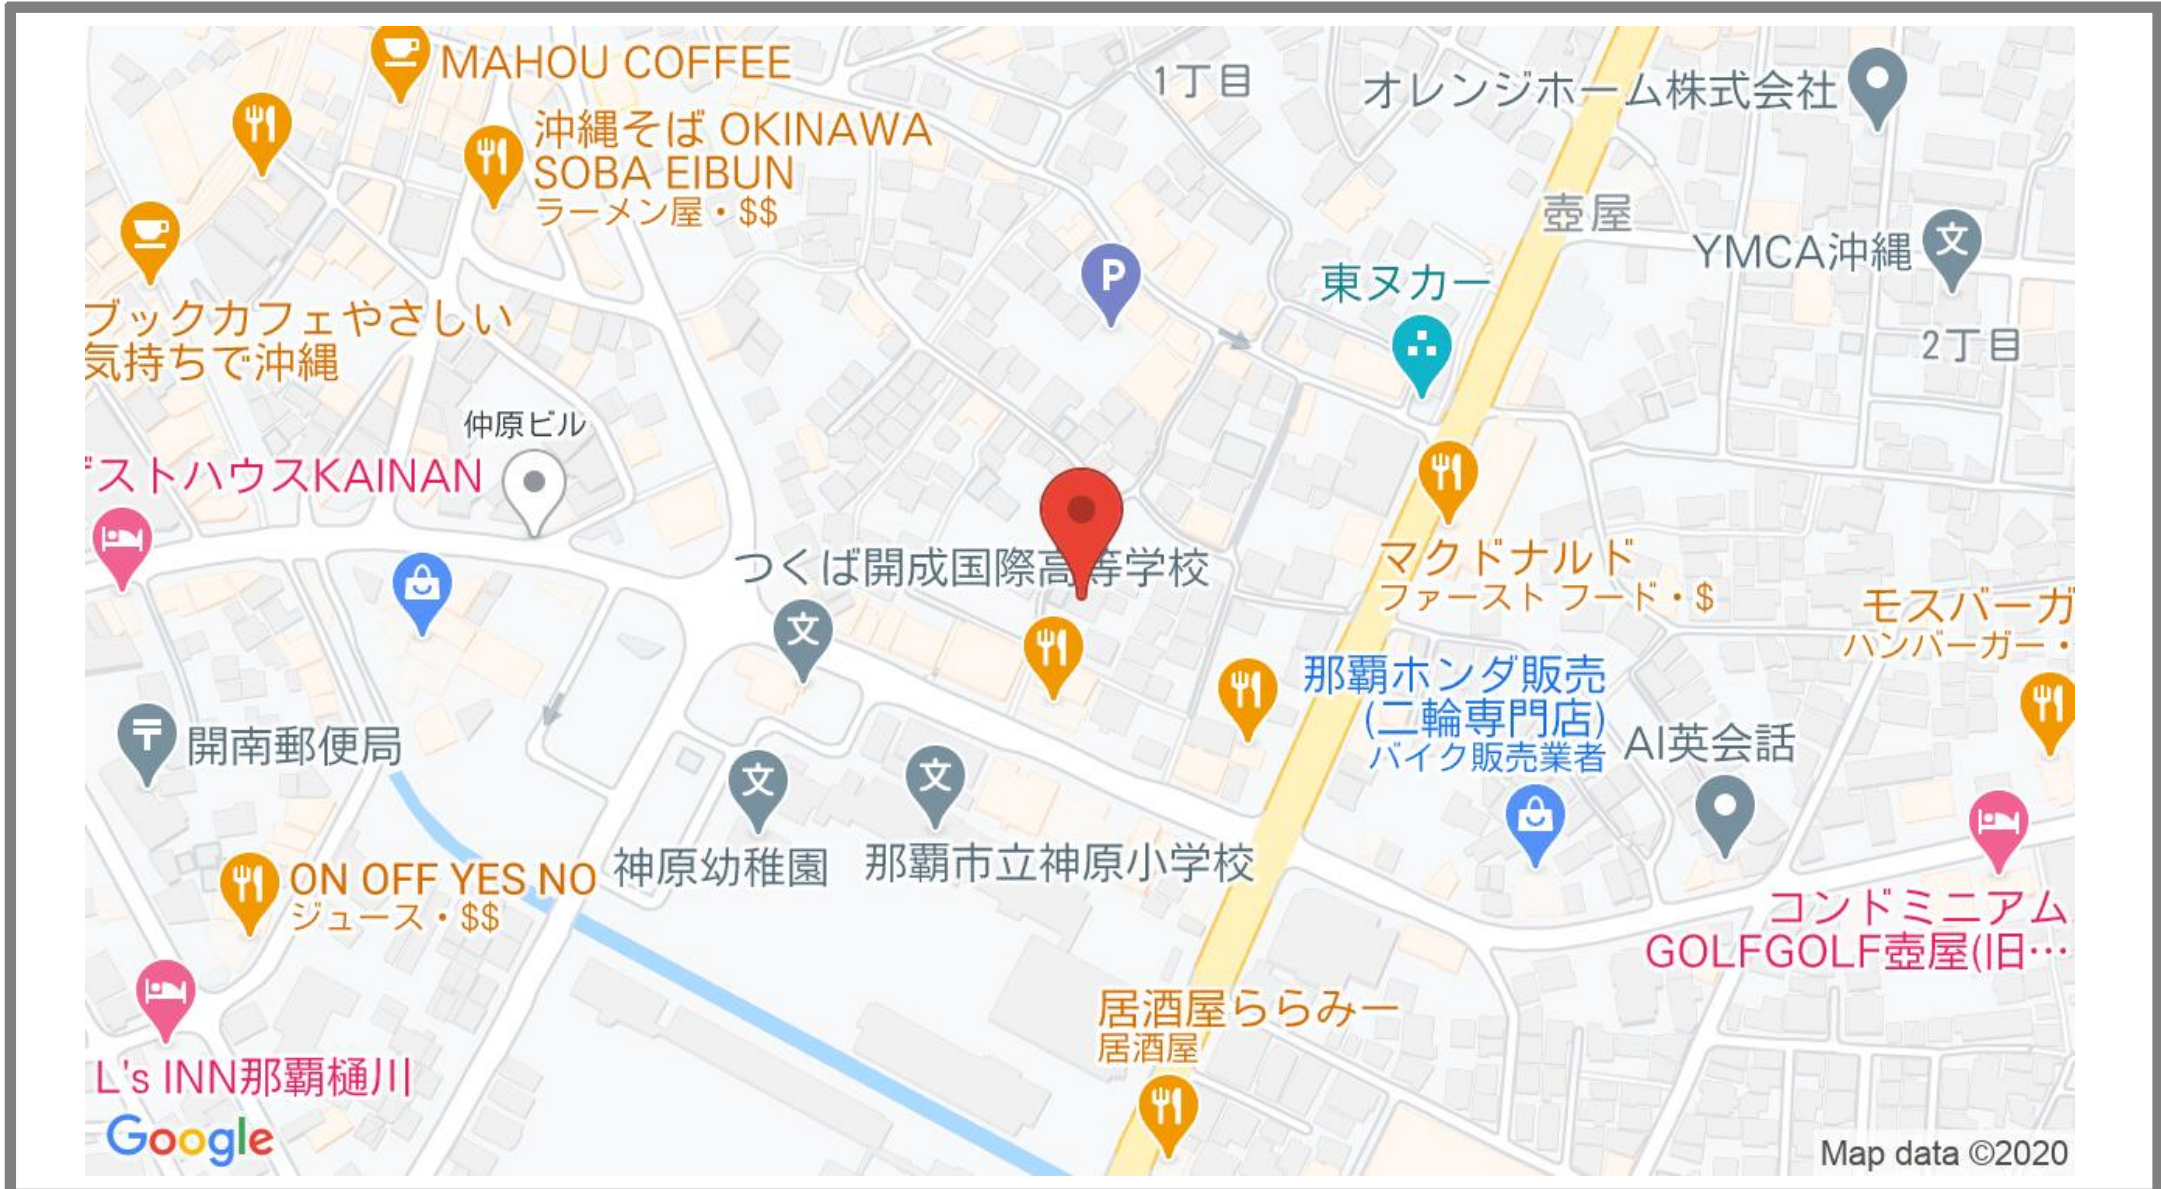 MAHOU COFFEE
1丁目
オレンジホーム株式会社
沖縄そば OKINAWA
SOBA EIBUN
ラーメン屋・$$
壺屋
YMCA沖縄
文
P
東ヌカー
ブックカフェやさしい
気持ちで沖縄
2丁目
仲原ビル
ストハウスKAINAN
つくば開成国際高等学校
文
マクドナルド
ファースト フード・$
モスバーガ
ハンバーガー・
那覇ホンダ販売
(二輪専門店)
バイク販売業者
AI英会話
〒
開南郵便局
文
文
神原幼稚園
那覇市立神原小学校
ON OFF YES NO
ジュース・$$
コンドミニアム
GOLFGOLF壺屋(旧…
居酒屋ららみー
居酒屋
L's INN那覇樋川
Google
Map data ©2020